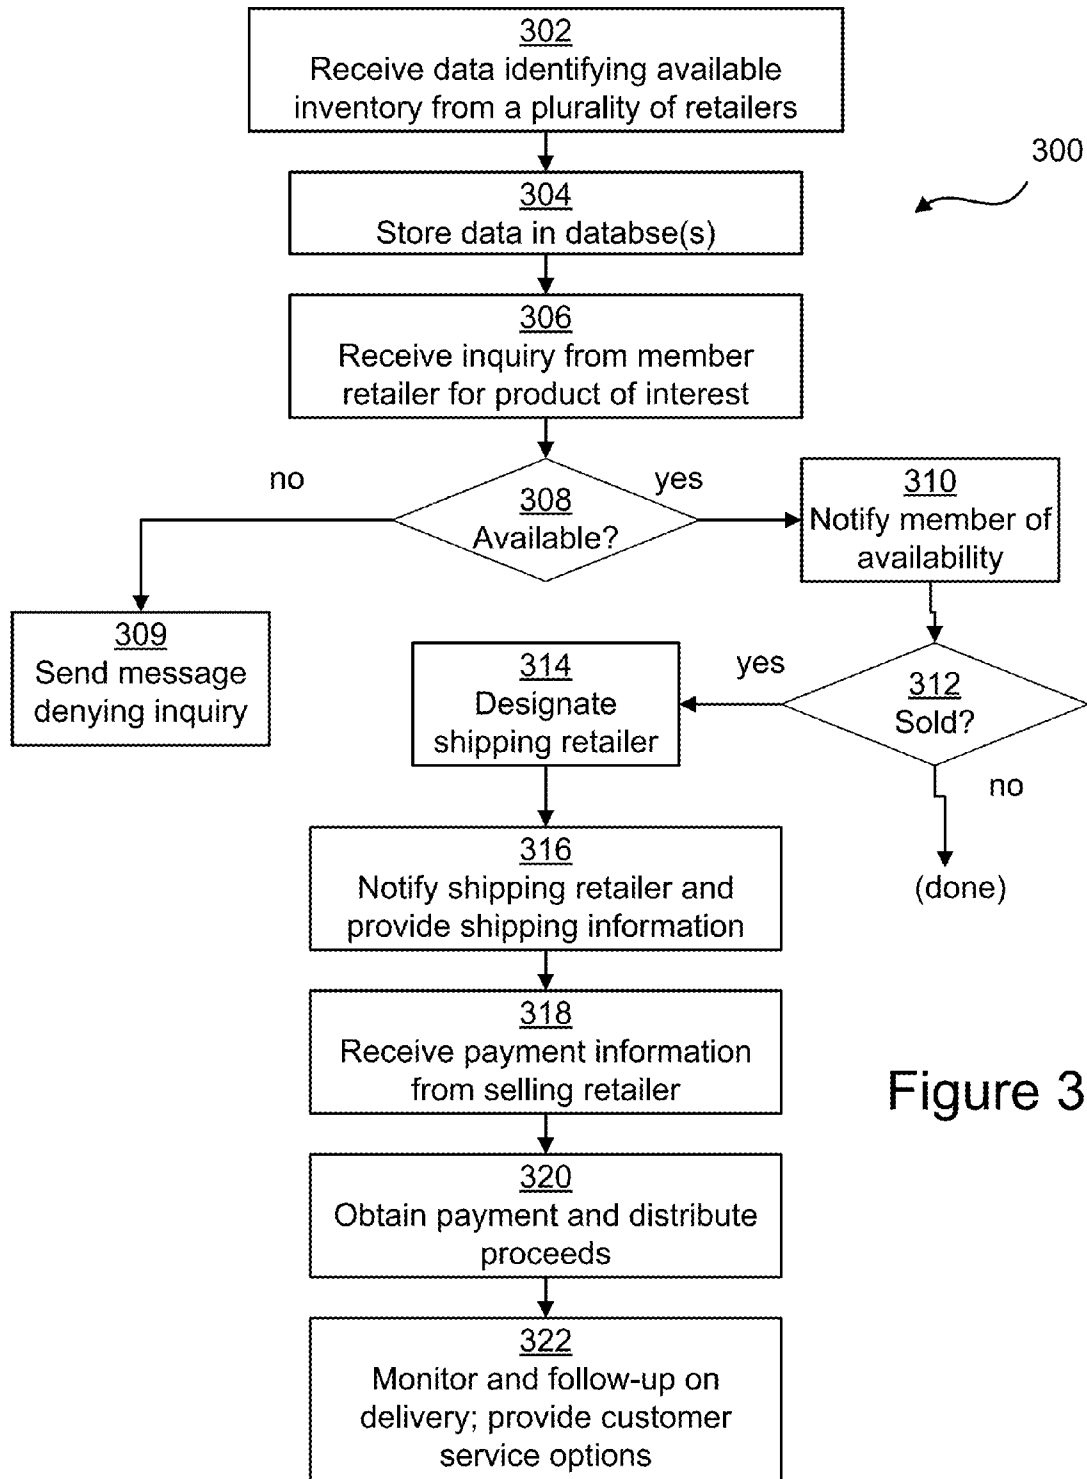 302
Receive data identifying available
inventory from a plurality of retailers
300
304
Store data in databse(s)
306
Receive inquiry from member
retailer for product of interest
no
308
Available?
yes
310
Notify member of
availability
309
Send message
denying inquiry
314
Designate
shipping retailer
yes
312
Sold?
no
(done)
316
Notify shipping retailer and
provide shipping information
318
Receive payment information
from selling retailer
Figure 3
320
Obtain payment and distribute
proceeds
322
Monitor and follow-up on
delivery; provide customer
service options